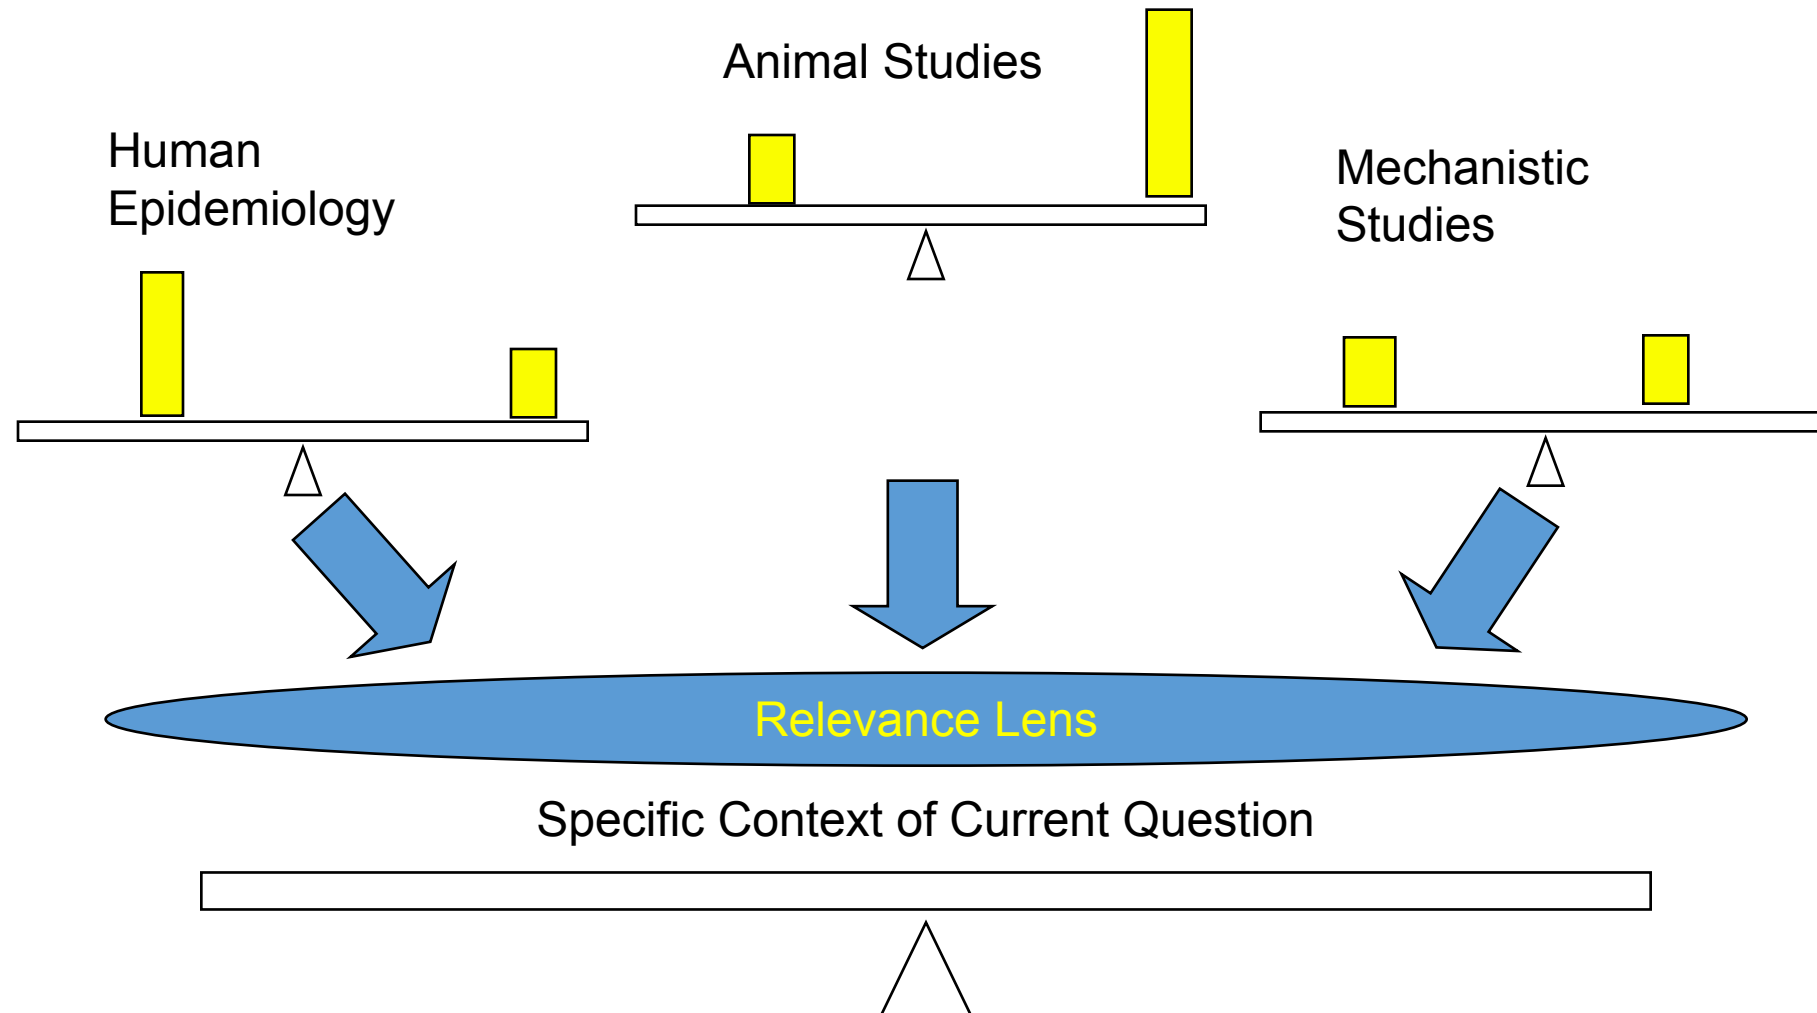 Animal Studies
Human
Epidemiology
Mechanistic
Studies
Relevance Lens
Specific Context of Current Question